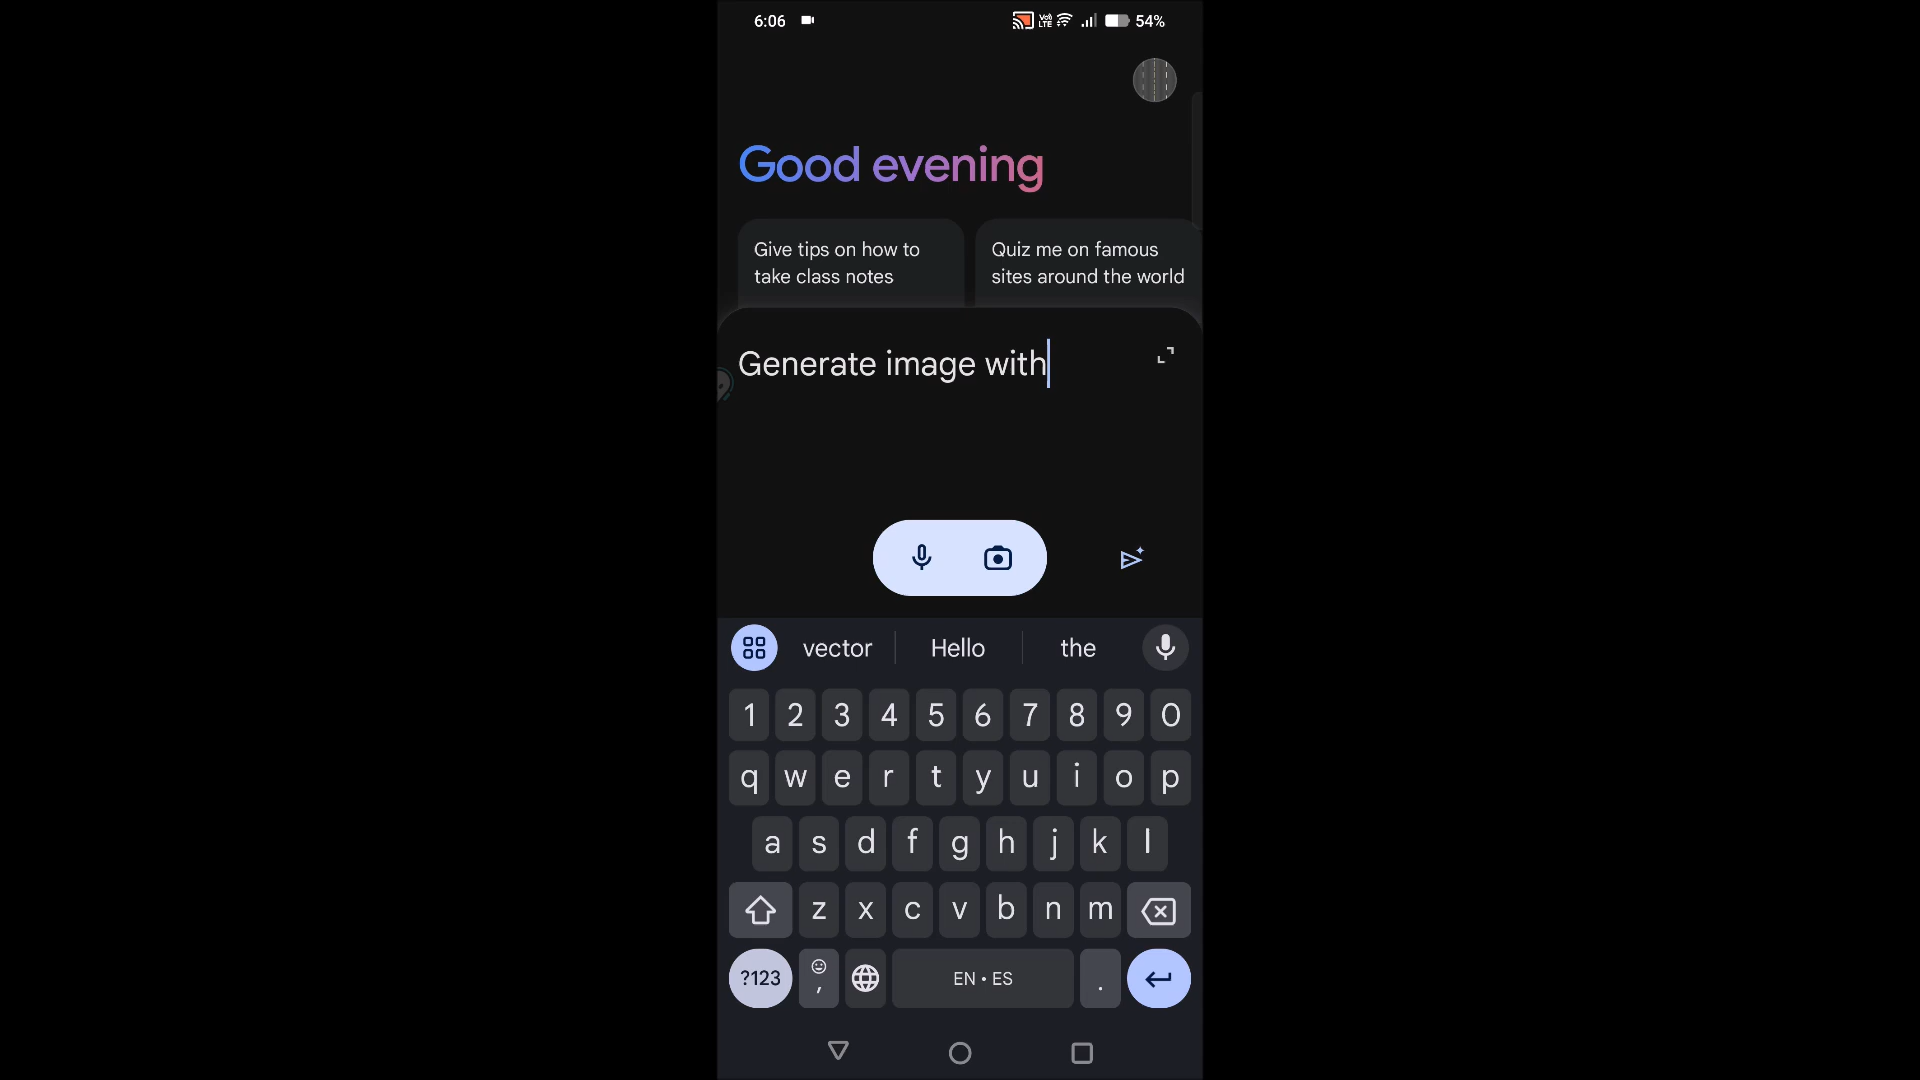 6:06 54%
Good evening
Give tips on how to
take class notes
Quiz me on famous
sites around the world
Generate image with
vector Hello the
1 2 3 4 5 6 7 8 9 0
q w e r t y u i o p
a s d f g h j k l
z x c v b n m
?123 , EN • ES .